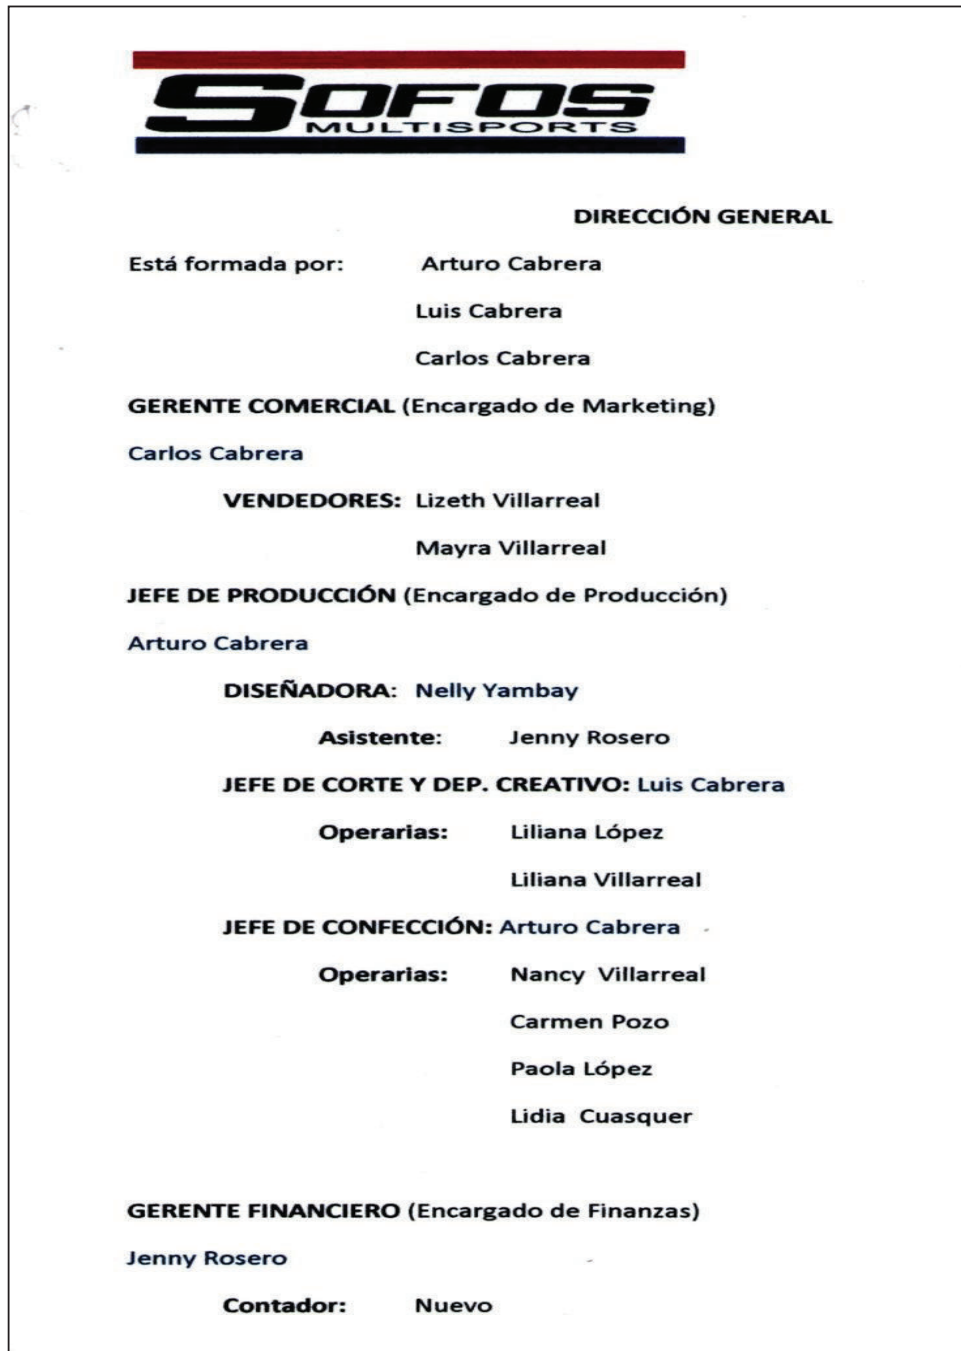 SOFOS
MULTISPORTS
DIRECCIÓN GENERAL
Está formada por: Arturo Cabrera
Luis Cabrera
Carlos Cabrera
GERENTE COMERCIAL (Encargado de Marketing)
Carlos Cabrera
VENDEDORES: Lizeth Villarreal
Mayra Villarreal
JEFE DE PRODUCCIÓN (Encargado de Producción)
Arturo Cabrera
DISEÑADORA: Nelly Yambay
Asistente: Jenny Rosero
JEFE DE CORTE Y DEP. CREATIVO: Luis Cabrera
Operarias: Liliana López
Liliana Villarreal
JEFE DE CONFECCIÓN: Arturo Cabrera
Operarias: Nancy Villarreal
Carmen Pozo
Paola López
Lidia Cuasquer
GERENTE FINANCIERO (Encargado de Finanzas)
Jenny Rosero
Contador: Nuevo